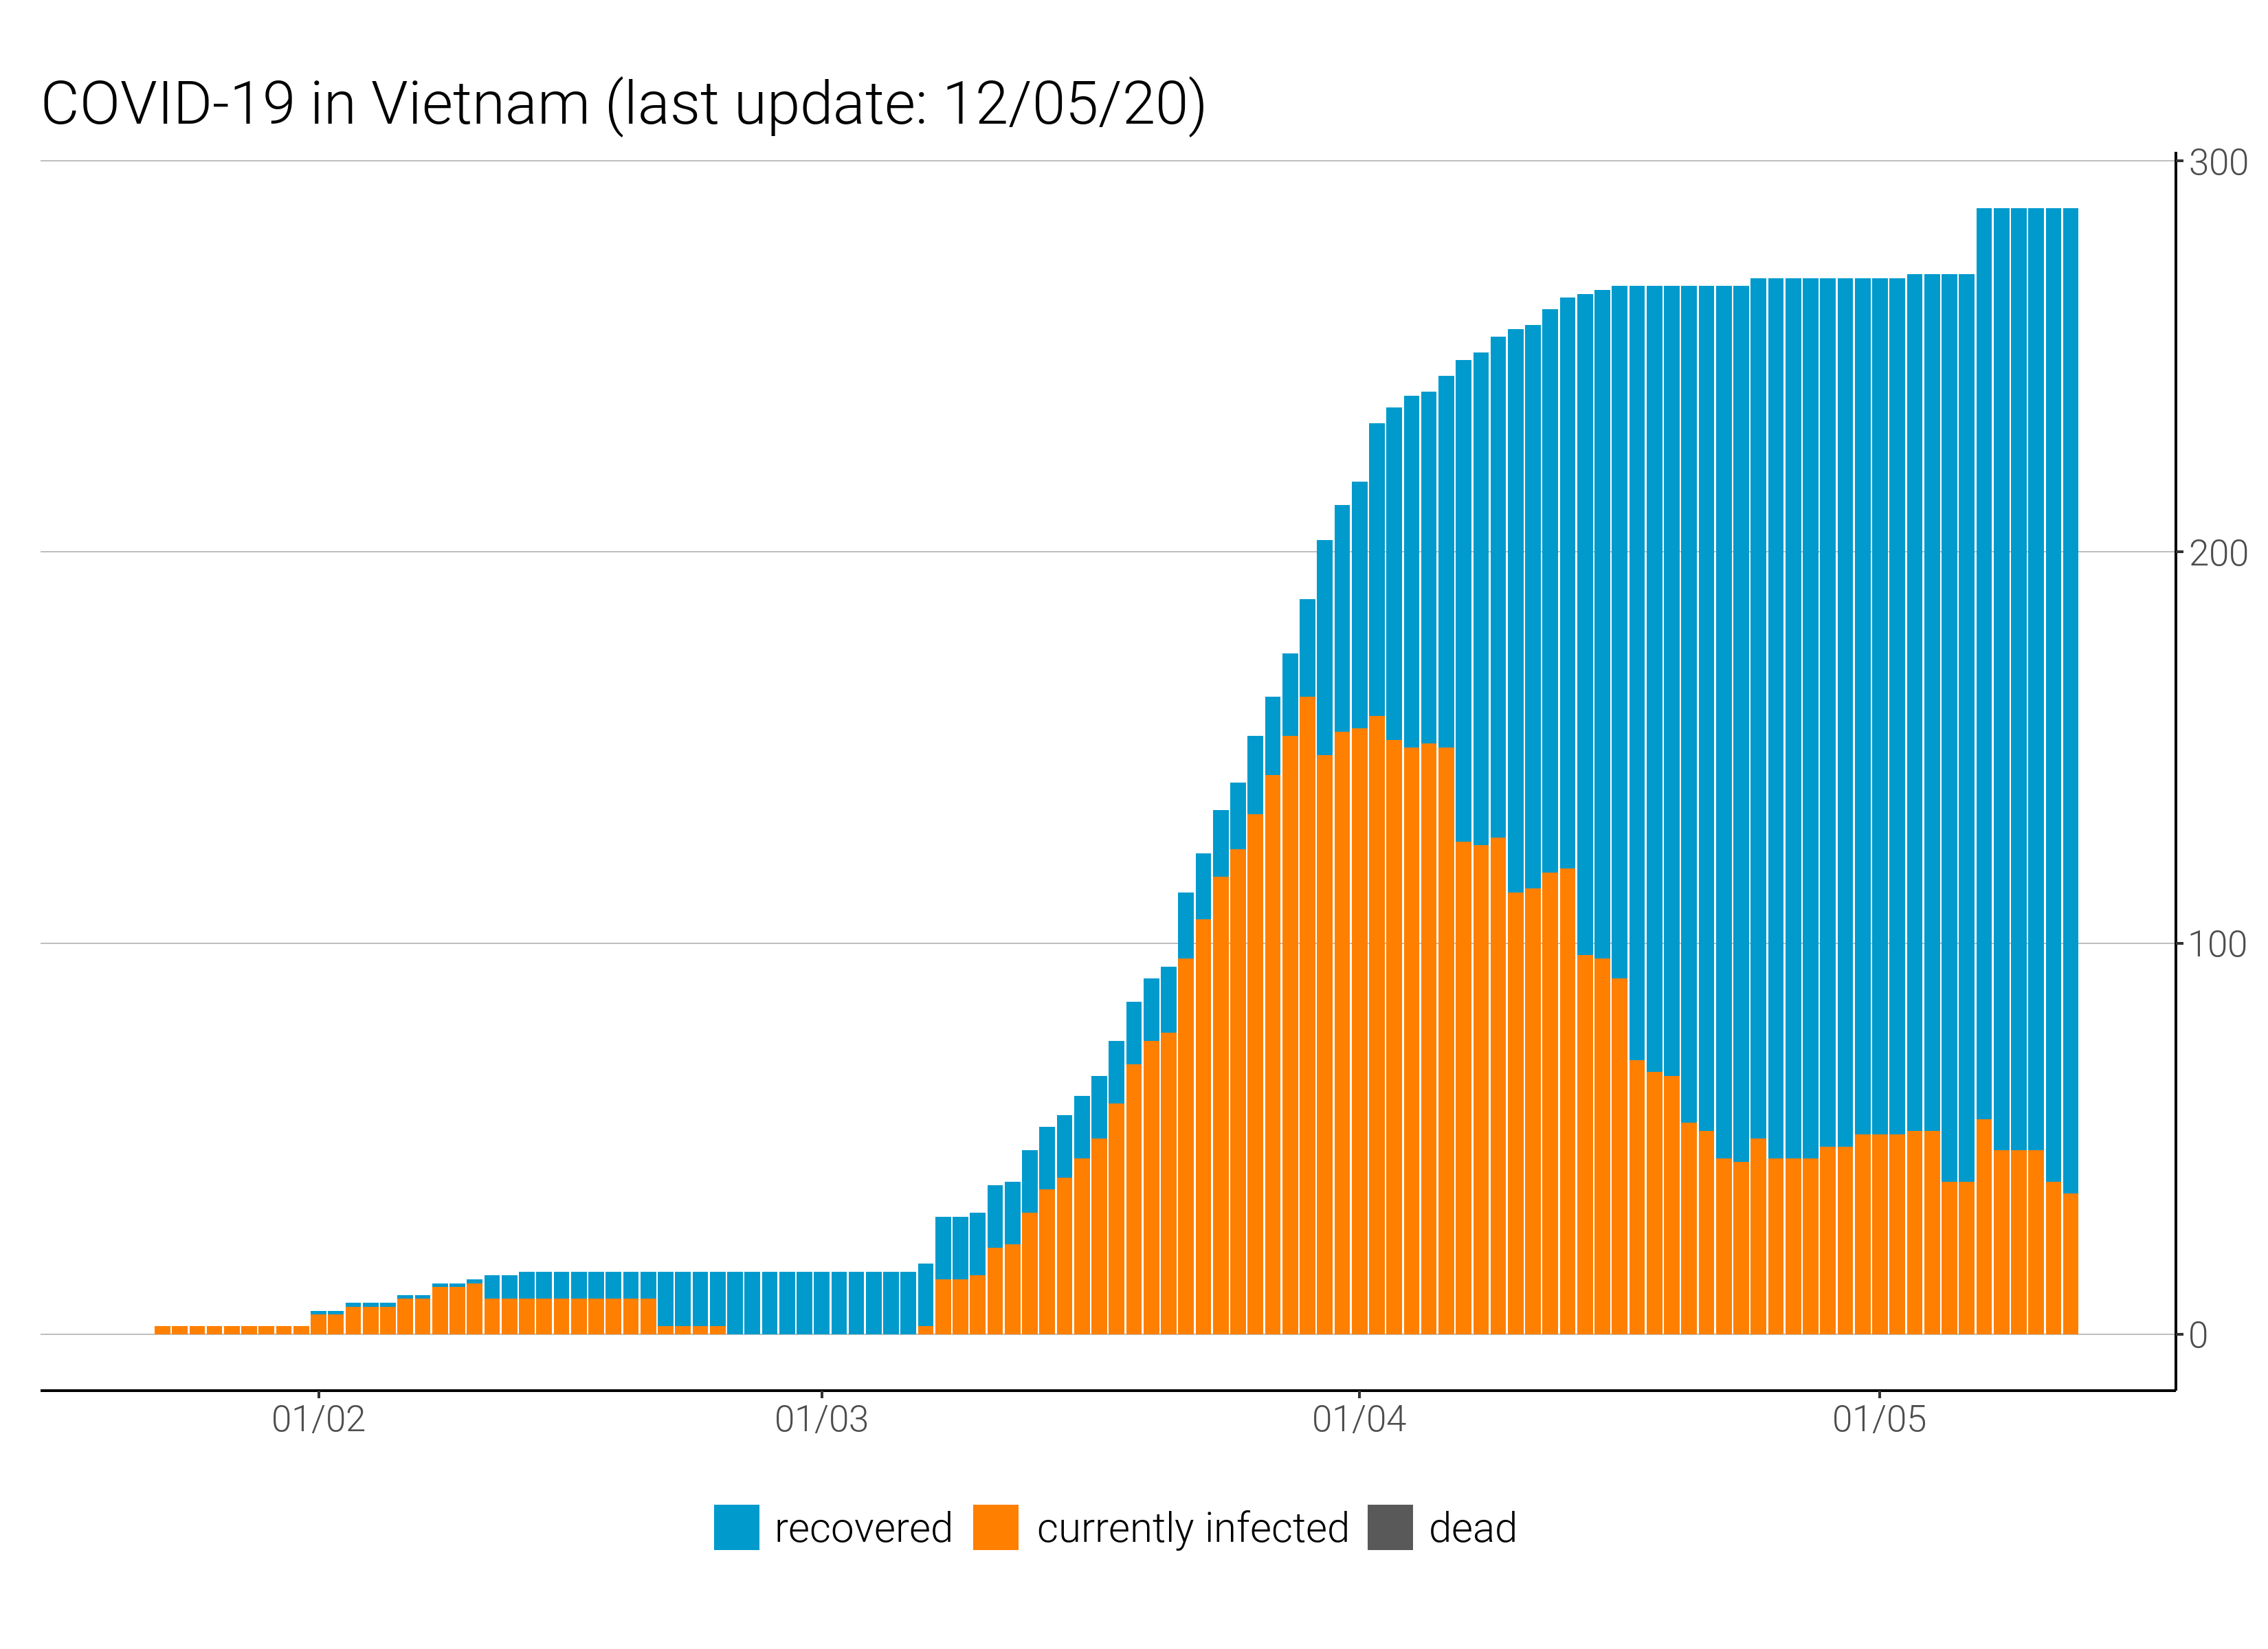 COVID-19 in Vietnam (last update: 12/05/20)
300
200
100
0
01/02 01/03 01/04 01/05
recovered currently infected dead